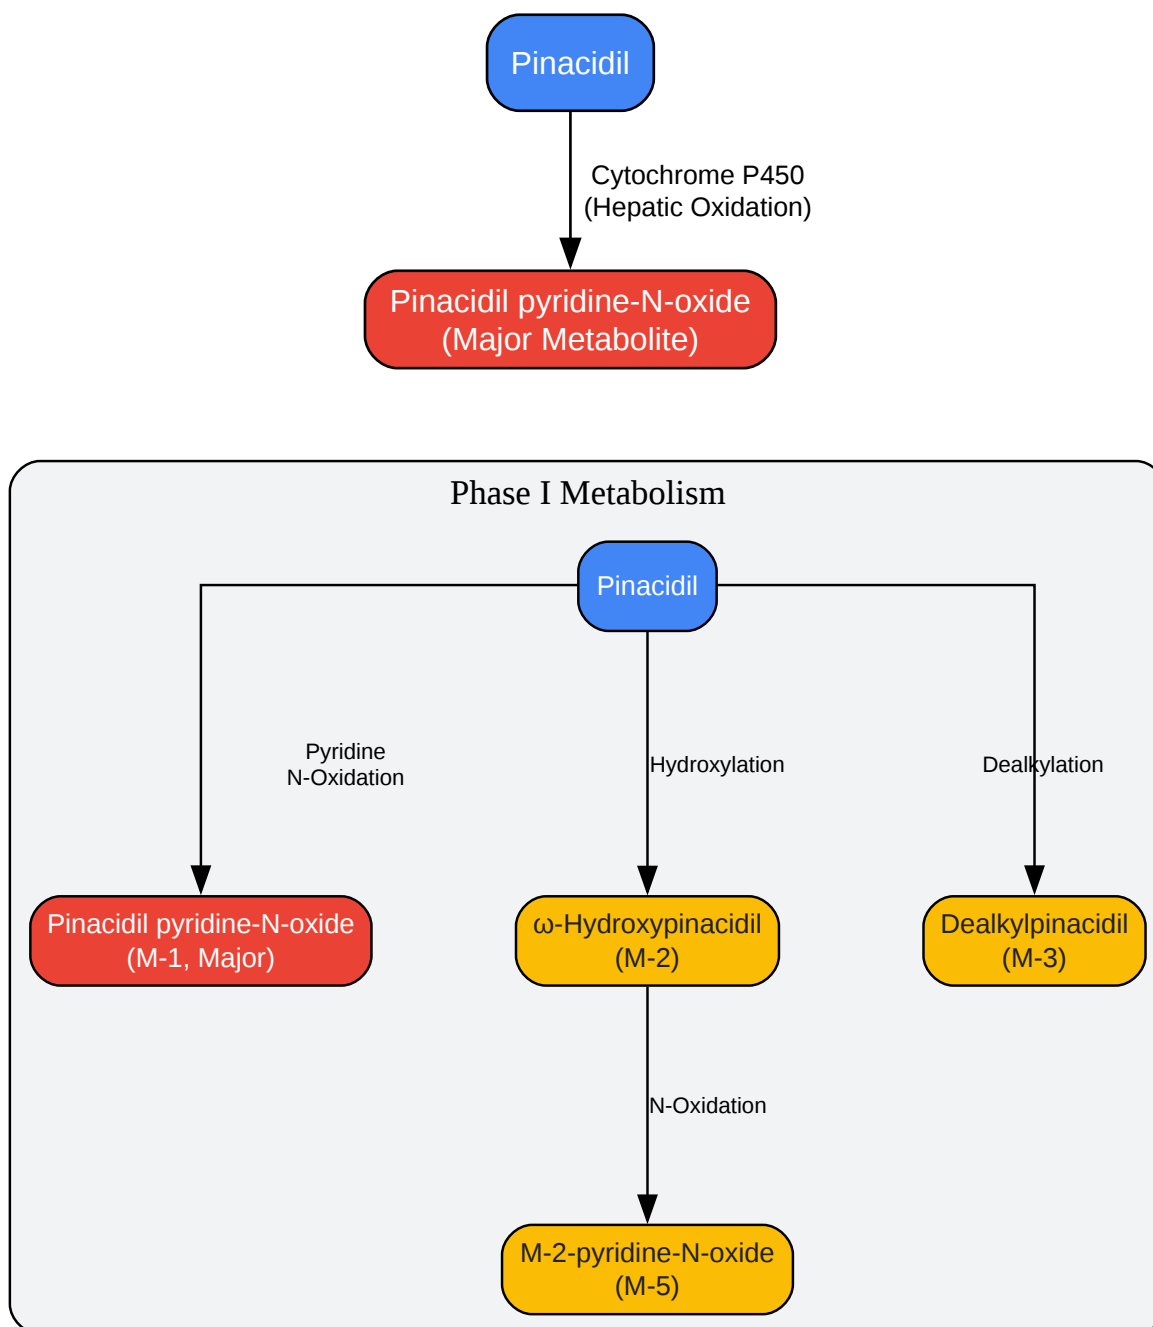 Pinacidil
Cytochrome P450
(Hepatic Oxidation)
Pinacidil pyridine-N-oxide
(Major Metabolite)
Phase I Metabolism
Pinacidil
Pyridine
N-Oxidation
Hydroxylation
Dealkylation
Pinacidil pyridine-N-oxide
(M-1, Major)
ω-Hydroxypinacidil
(M-2)
Dealkylpinacidil
(M-3)
N-Oxidation
M-2-pyridine-N-oxide
(M-5)